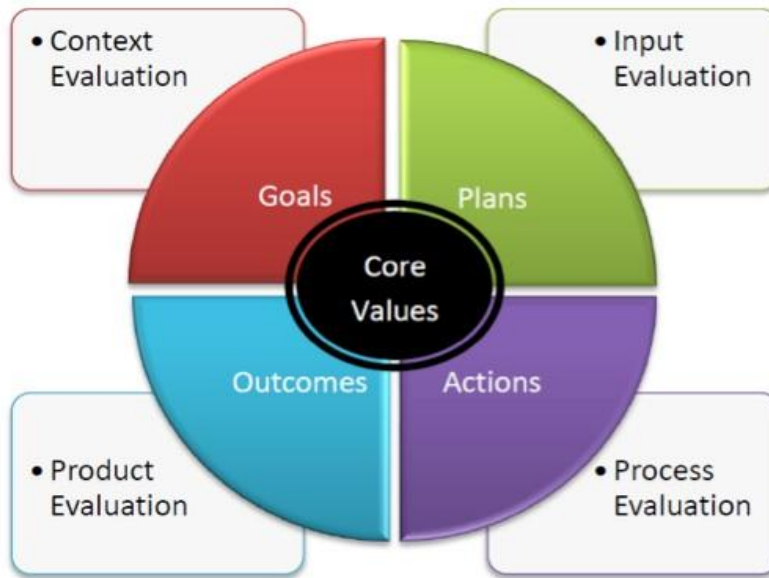 • Context
Evaluation
• Input
Evaluation
Goals
Plans
Core
Values
Outcomes
Actions
• Product
Evaluation
• Process
Evaluation